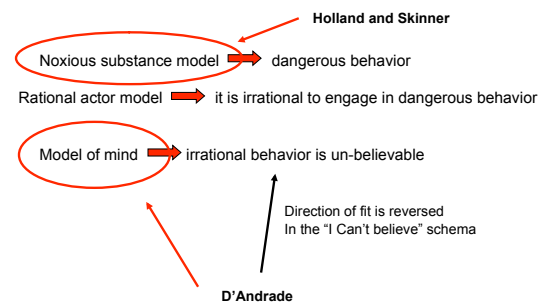 Holland and Skinner
Noxious substance model dangerous behavior
Rational actor model it is irrational to engage in dangerous behavior
Model of mind irrational behavior is un-believable
Direction of fit is reversed
In the “I Can’t believe” schema
D’Andrade